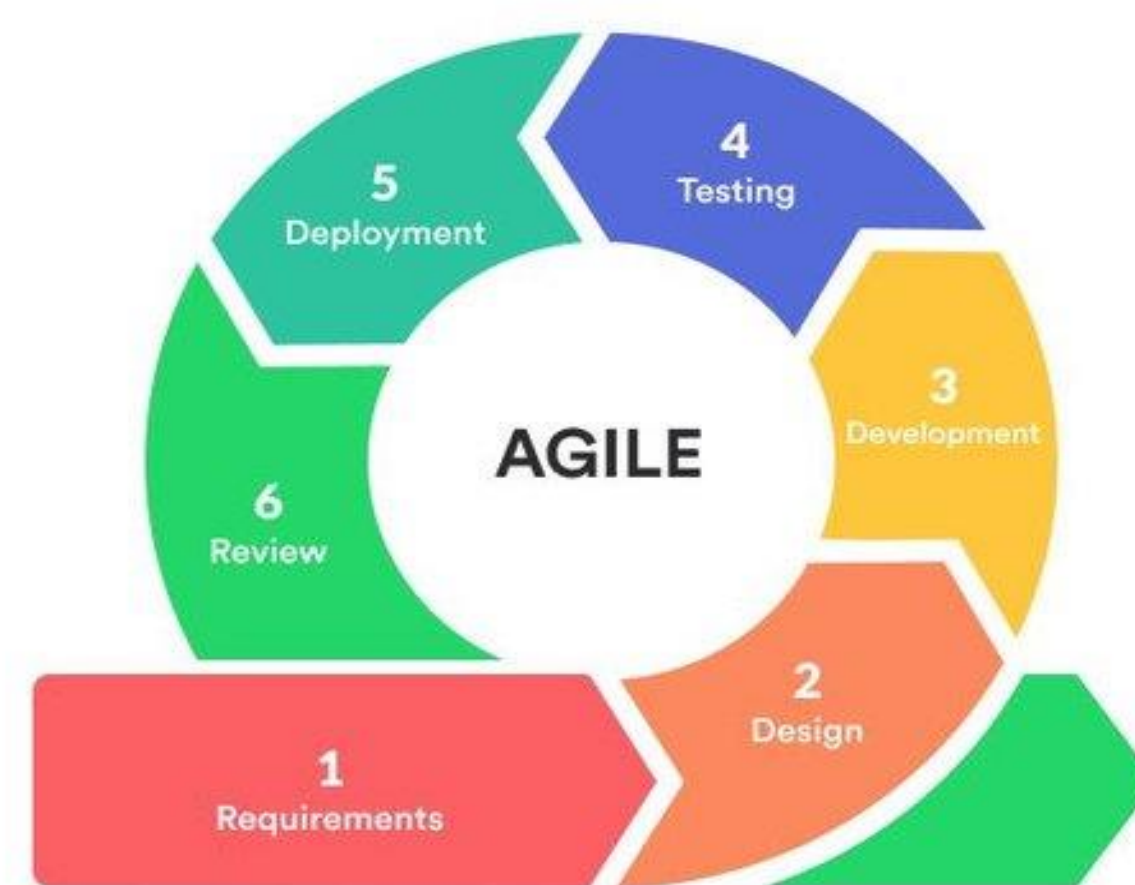 4
Testing
5
Deployment
3
Development
AGILE
6
Review
2
Design
1
Requirements